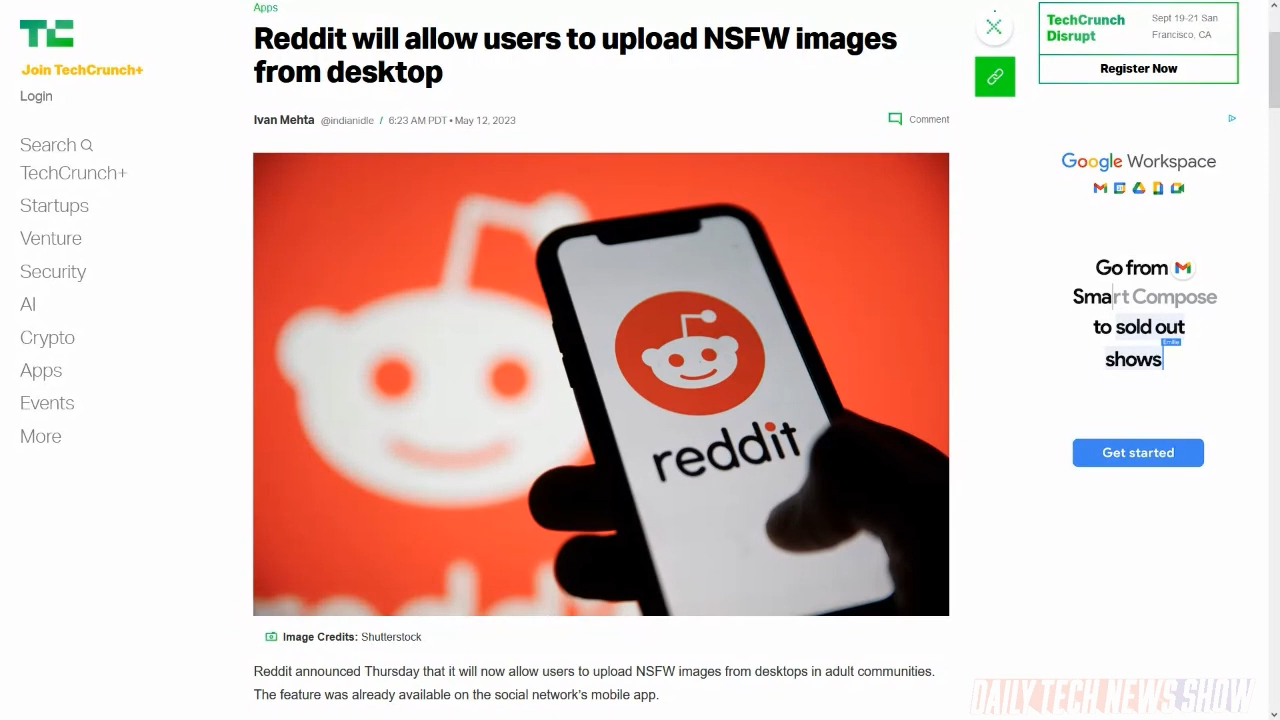 TC
Join TechCrunch+
Login
Search
TechCrunch+
Startups
Venture
Security
AI
Crypto
Apps
Events
More
Apps
Reddit will allow users to upload NSFW images
from desktop
Ivan Mehta @indianidle / 6:23 AM PDT • May 12, 2023
Comment
reddit
Image Credits: Shutterstock
Reddit announced Thursday that it will now allow users to upload NSFW images from desktops in adult communities.
The feature was already available on the social network's mobile app.
TechCrunch
Disrupt
Sept 19-21 San
Francisco, CA
Register Now
Google Workspace
Go from
Smart Compose
to sold out
shows
Emilie
Get started
DAILY TECH NEWS SHOW